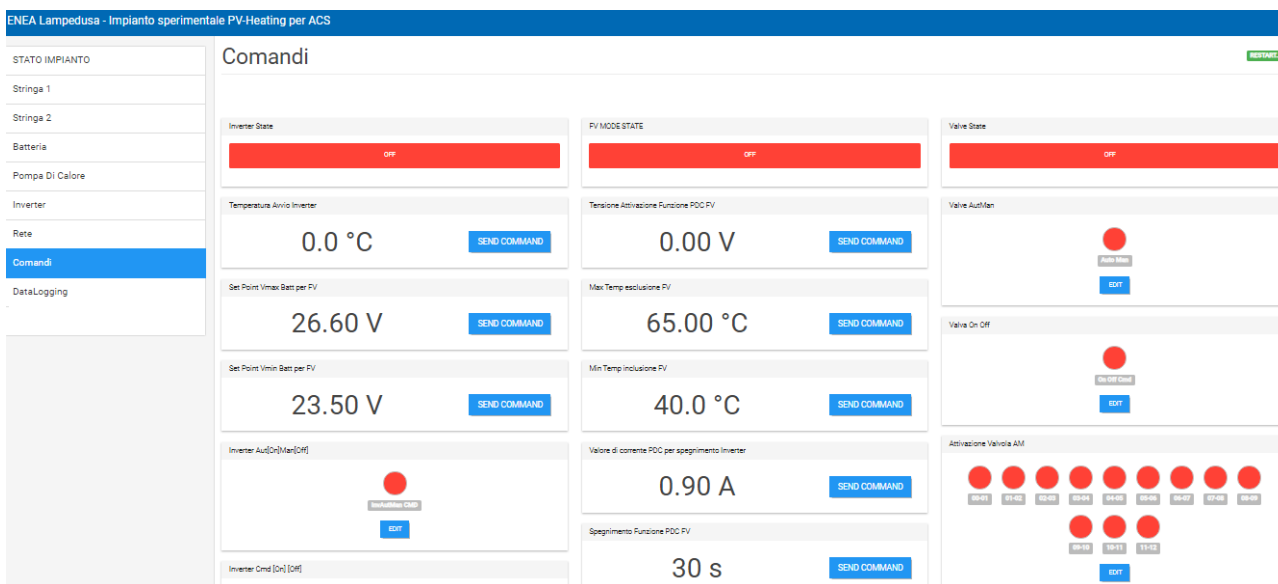 ENEA Lampedusa - Impianto sperimentale PV-Heating per ACS
STATO IMPIANTO
Stringa 1
Stringa 2
Batteria
Pompa Di Calore
Inverter
Rete
Comandi
DataLogging
Comandi
Inverter State
OFF
Temperatura Avvio Inverter
0.0 °C
SEND COMMAND
Set Point Vmax Batt per FV
26.60 V
SEND COMMAND
Set Point Vmin Batt per FV
23.50 V
SEND COMMAND
Inverter Aut[On]Man[Off]
EDIT
Inverter Cmd [On] [Off]
FV MODE STATE
OFF
Tensione Attivazione Funzione PDC FV
0.00 V
SEND COMMAND
Max Temp esclusione FV
65.00 °C
SEND COMMAND
Min Temp inclusione FV
40.0 °C
SEND COMMAND
Valore di corrente PDC per spegnimento Inverter
0.90 A
SEND COMMAND
Spegnimento Funzione PDC FV
30 s
SEND COMMAND
Valve State
OFF
Valve AutMan
Auto Man
EDIT
Valva On Off
On Off Cmd
EDIT
Attivazione Valvola AM
00-01 01-02 02-03 03-04 04-05 05-06 06-07 07-08 08-09
09-10 10-11 11-12
EDIT